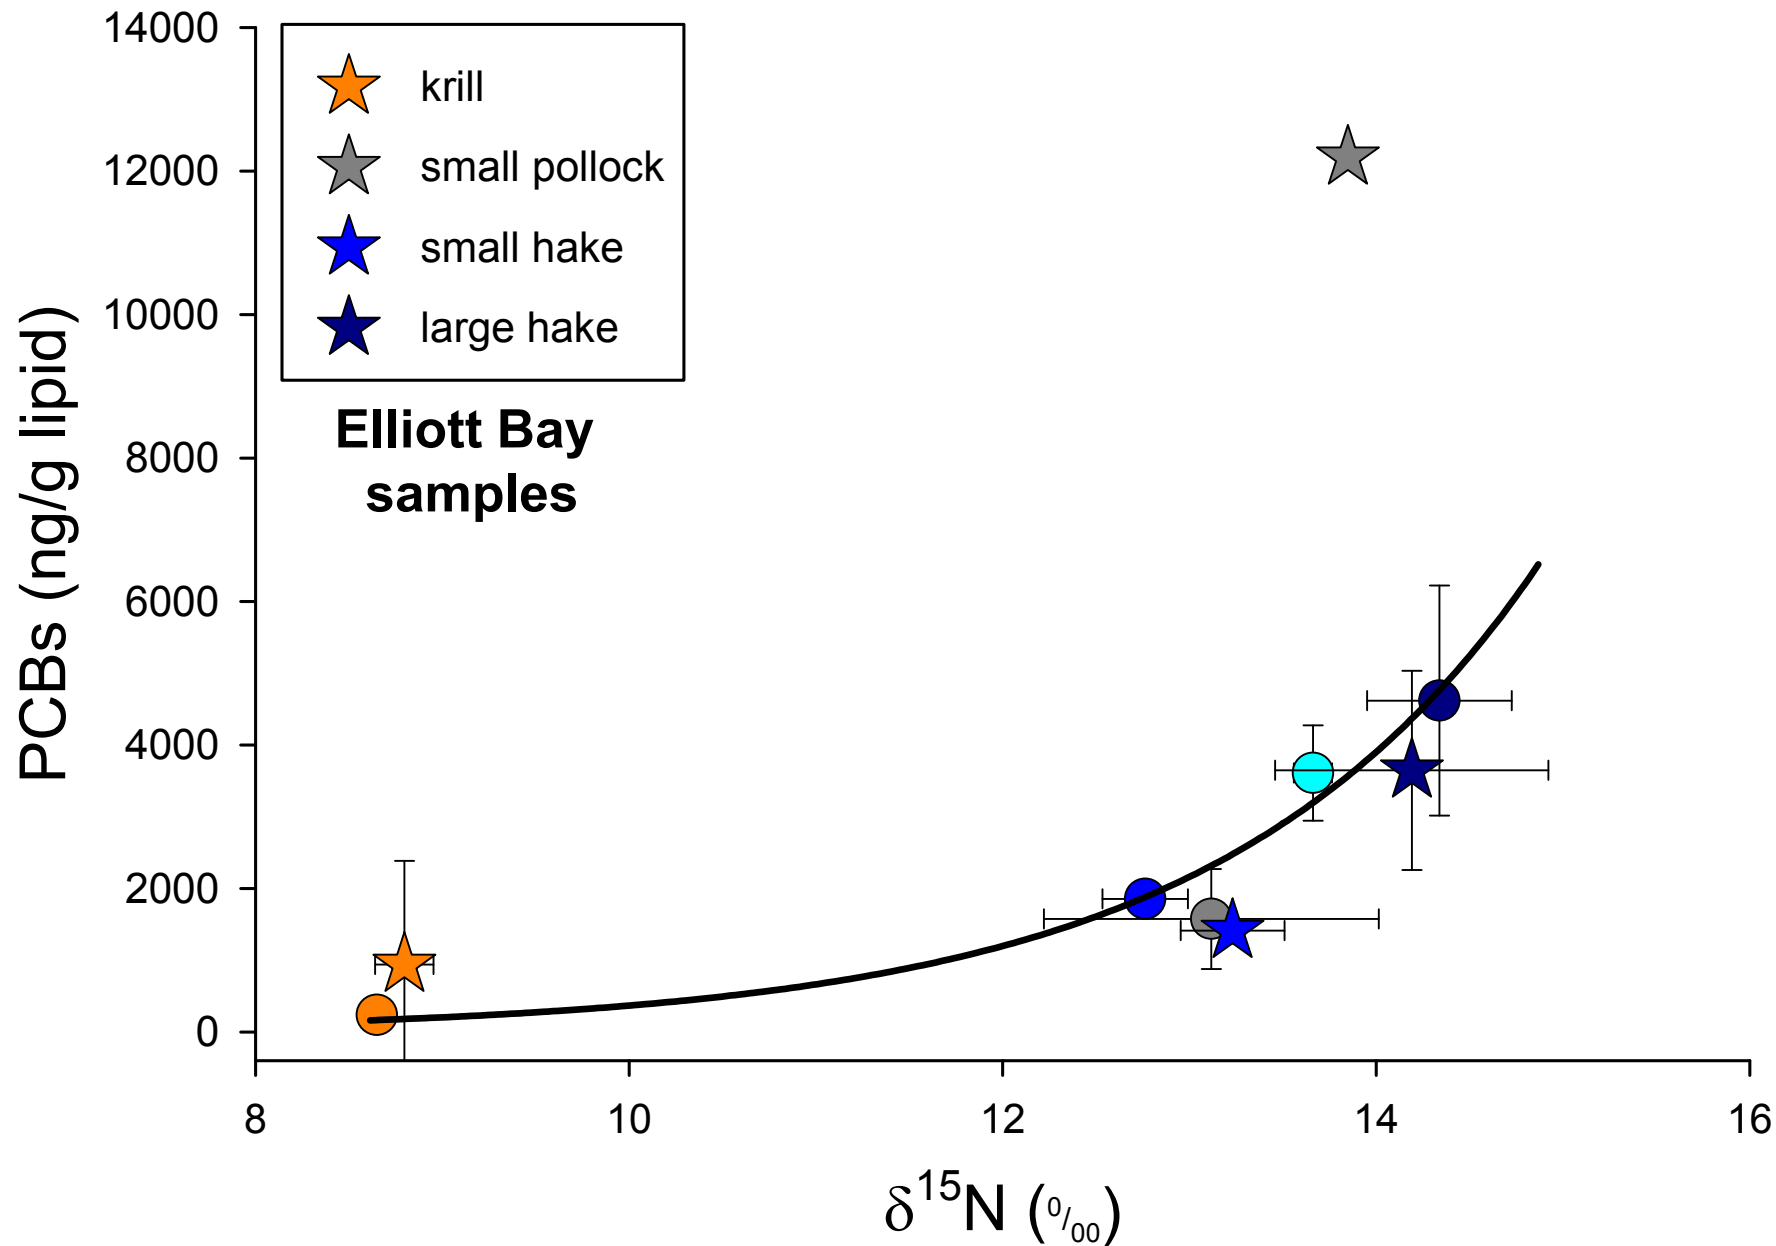 14000
12000
10000
8000
6000
4000
2000
0
PCBs (ng/g lipid)
krill
small pollock
small hake
large hake
Elliott Bay
samples
8 10 12 14 16
δ¹⁵N (⁰/₀₀)